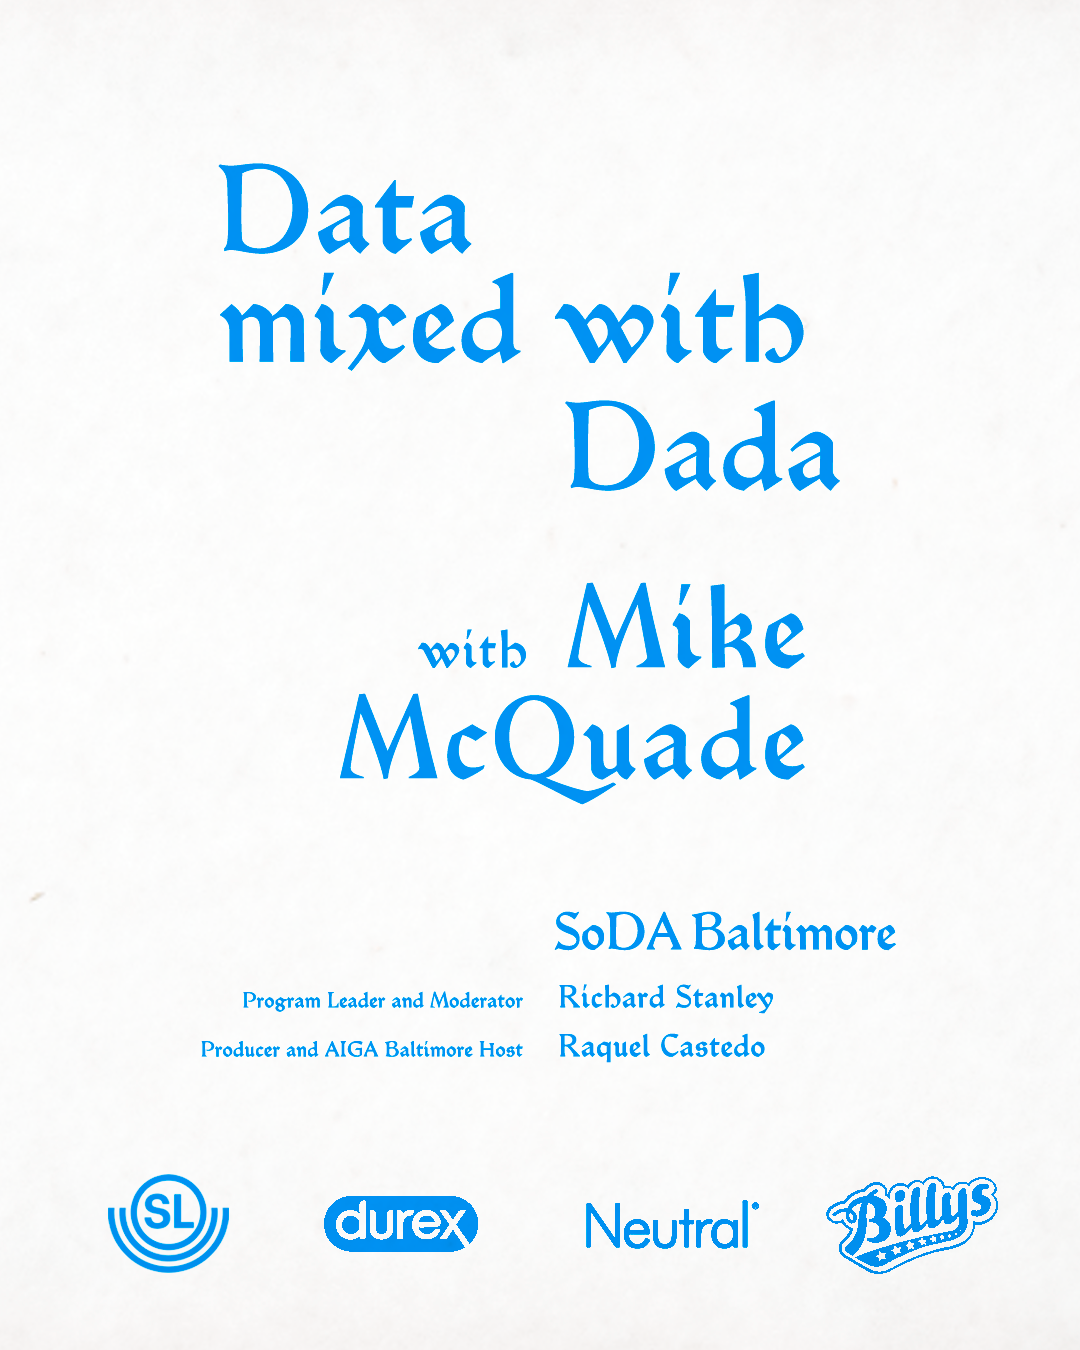 Data
mixed with
Dada
with Mike
McQuade
SoDA Baltimore
Program Leader and Moderator Richard Stanley
Producer and AIGA Baltimore Host Raquel Castedo
SL durex Neutral Billys